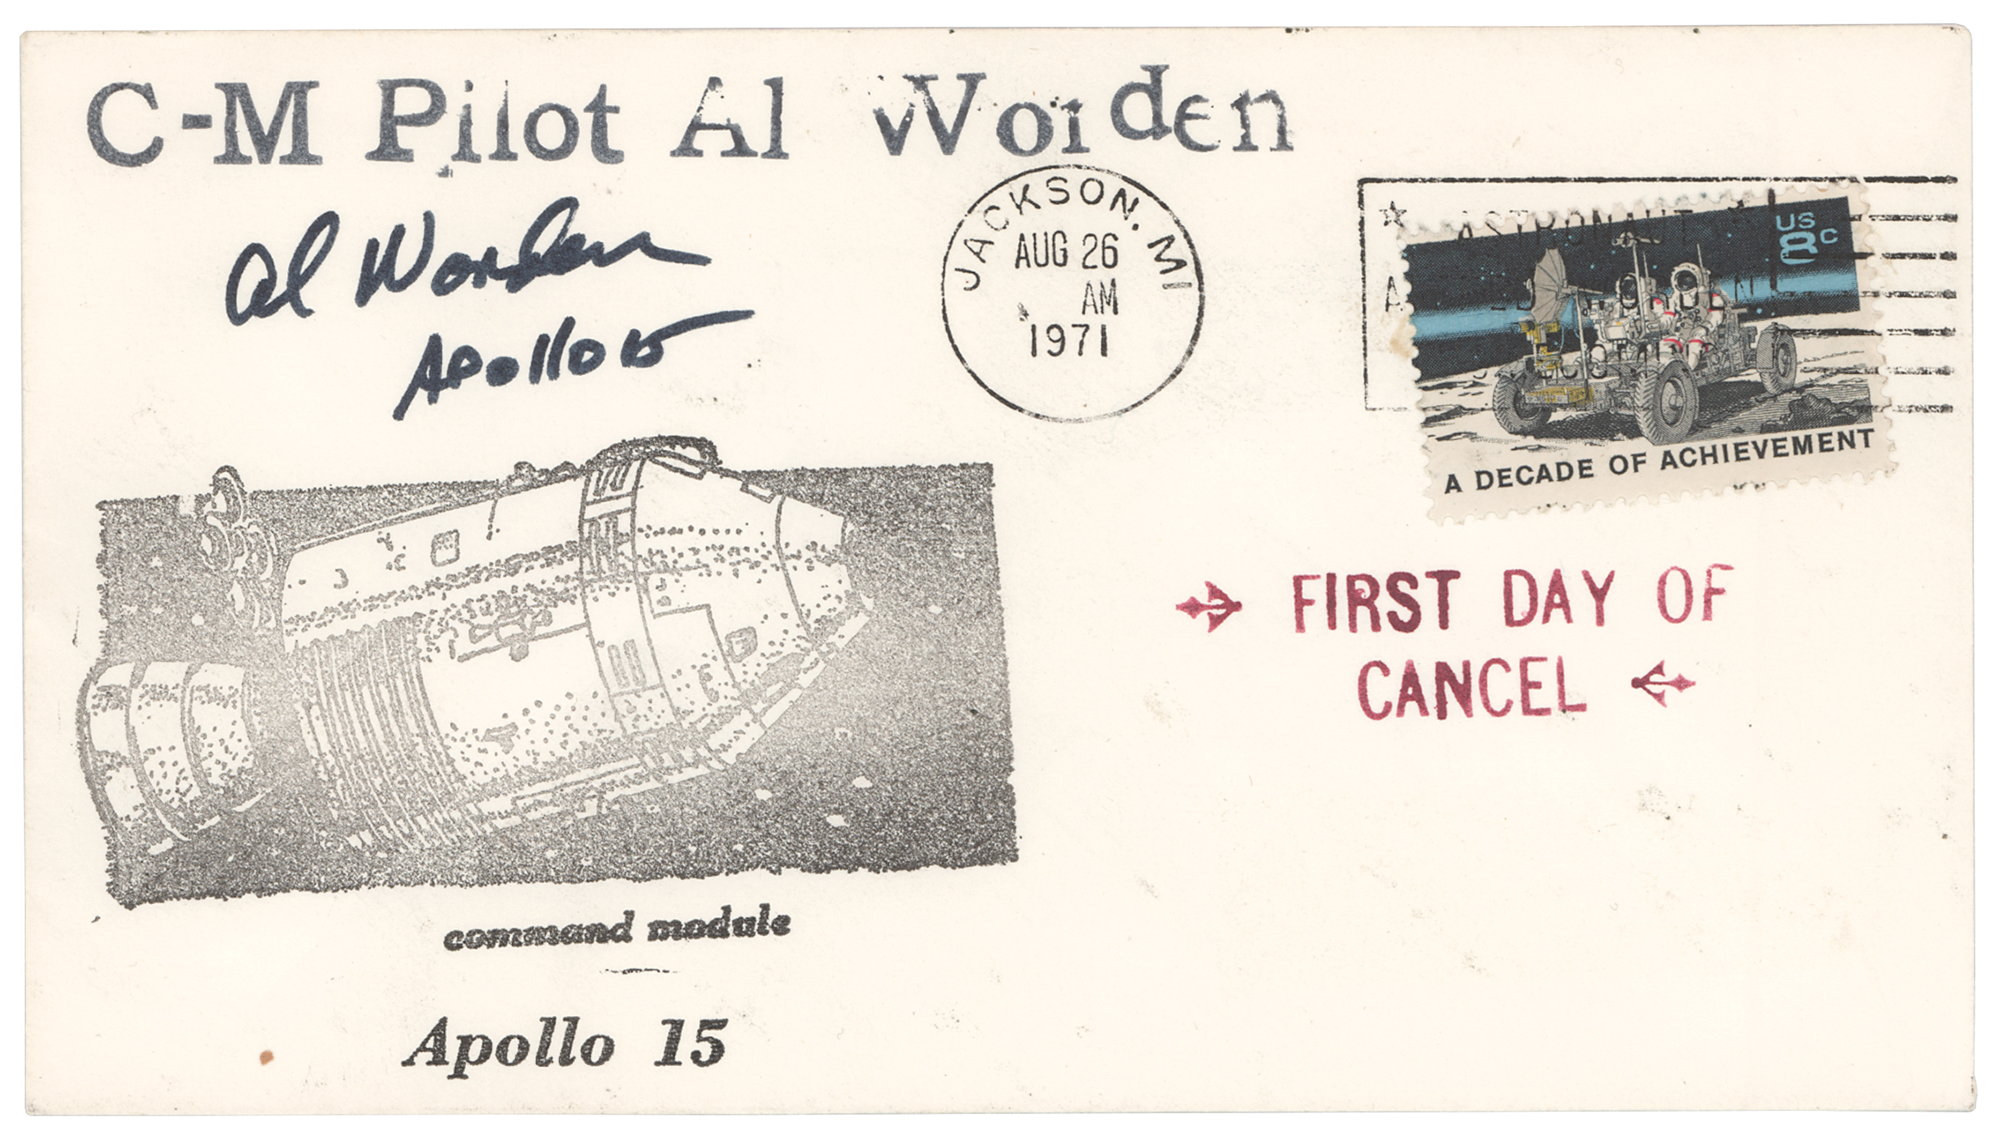 C-M Pilot Al Worden
Al Worden
Apollo 15
JACKSON, MI
AUG 26
AM
1971
ASTRONAUT
US
8c
A DECADE OF ACHIEVEMENT
FIRST DAY OF
CANCEL
command module
Apollo 15